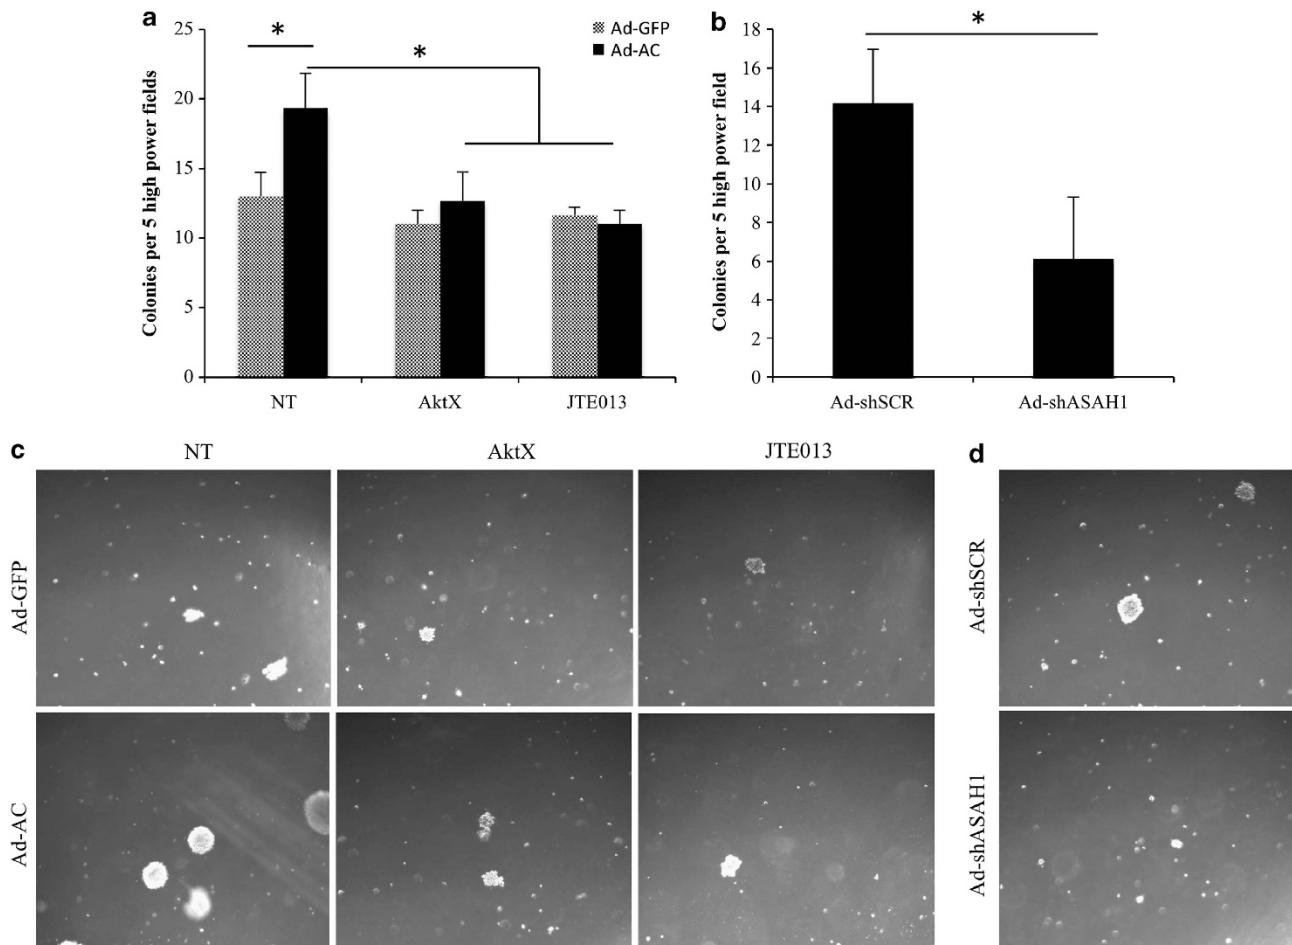 a
Colonies per 5 high power fields
25
20
15
10
5
0
*
*
Ad-GFP
Ad-AC
NT
AktX
JTE013
b
Colonies per 5 high power field
18
16
14
12
10
8
6
4
2
0
*
Ad-shSCR
Ad-shASAH1
c
NT
AktX
JTE013
Ad-GFP
Ad-AC
d
Ad-shSCR
Ad-shASAH1